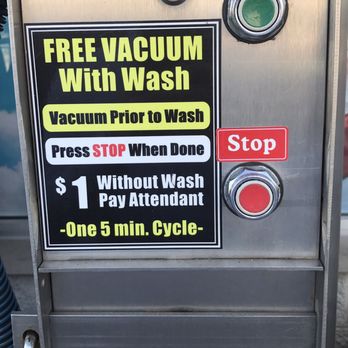 FREE VACUUM
With Wash
Vacuum Prior to Wash
Press STOP When Done
Stop
$1 Without Wash
Pay Attendant
-One 5 min. Cycle-